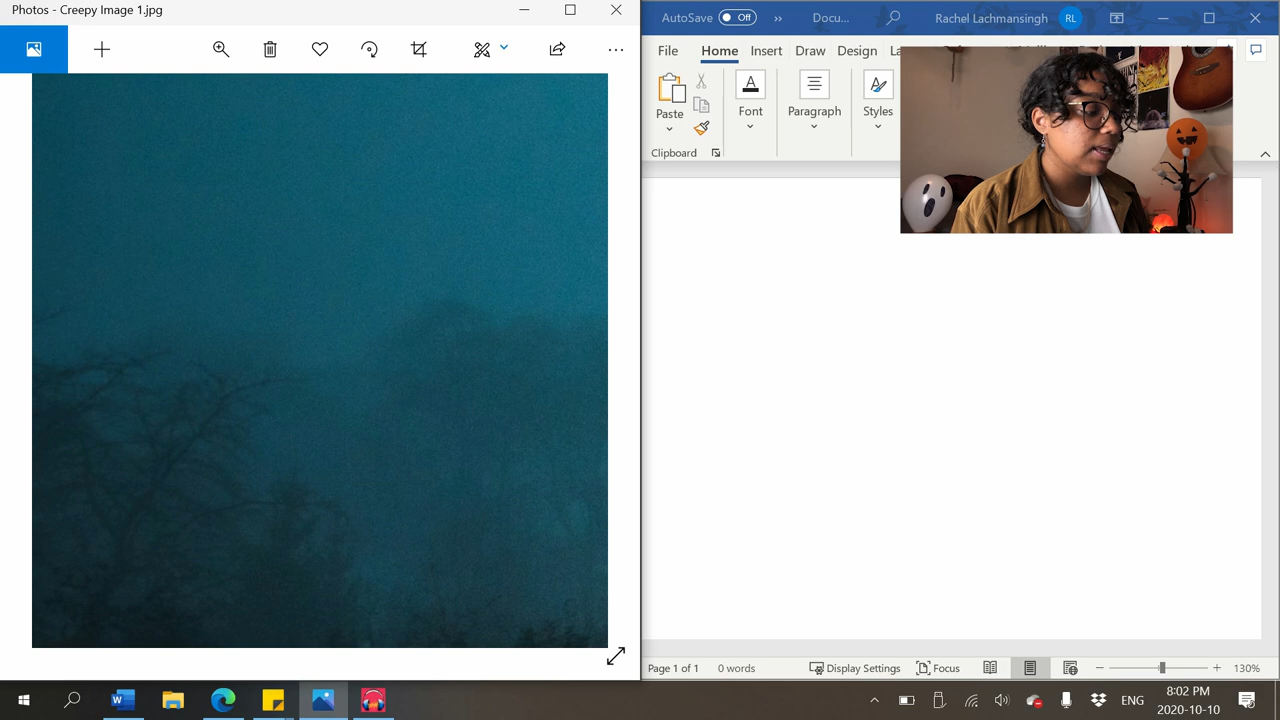 Photos - Creepy Image 1.jpg
AutoSave Off Docu... Rachel Lachmansingh RL
File Home Insert Draw Design
Paste Font Paragraph Styles
Clipboard
Page 1 of 1 0 words Display Settings Focus 130%
ENG 8:02 PM
2020-10-10